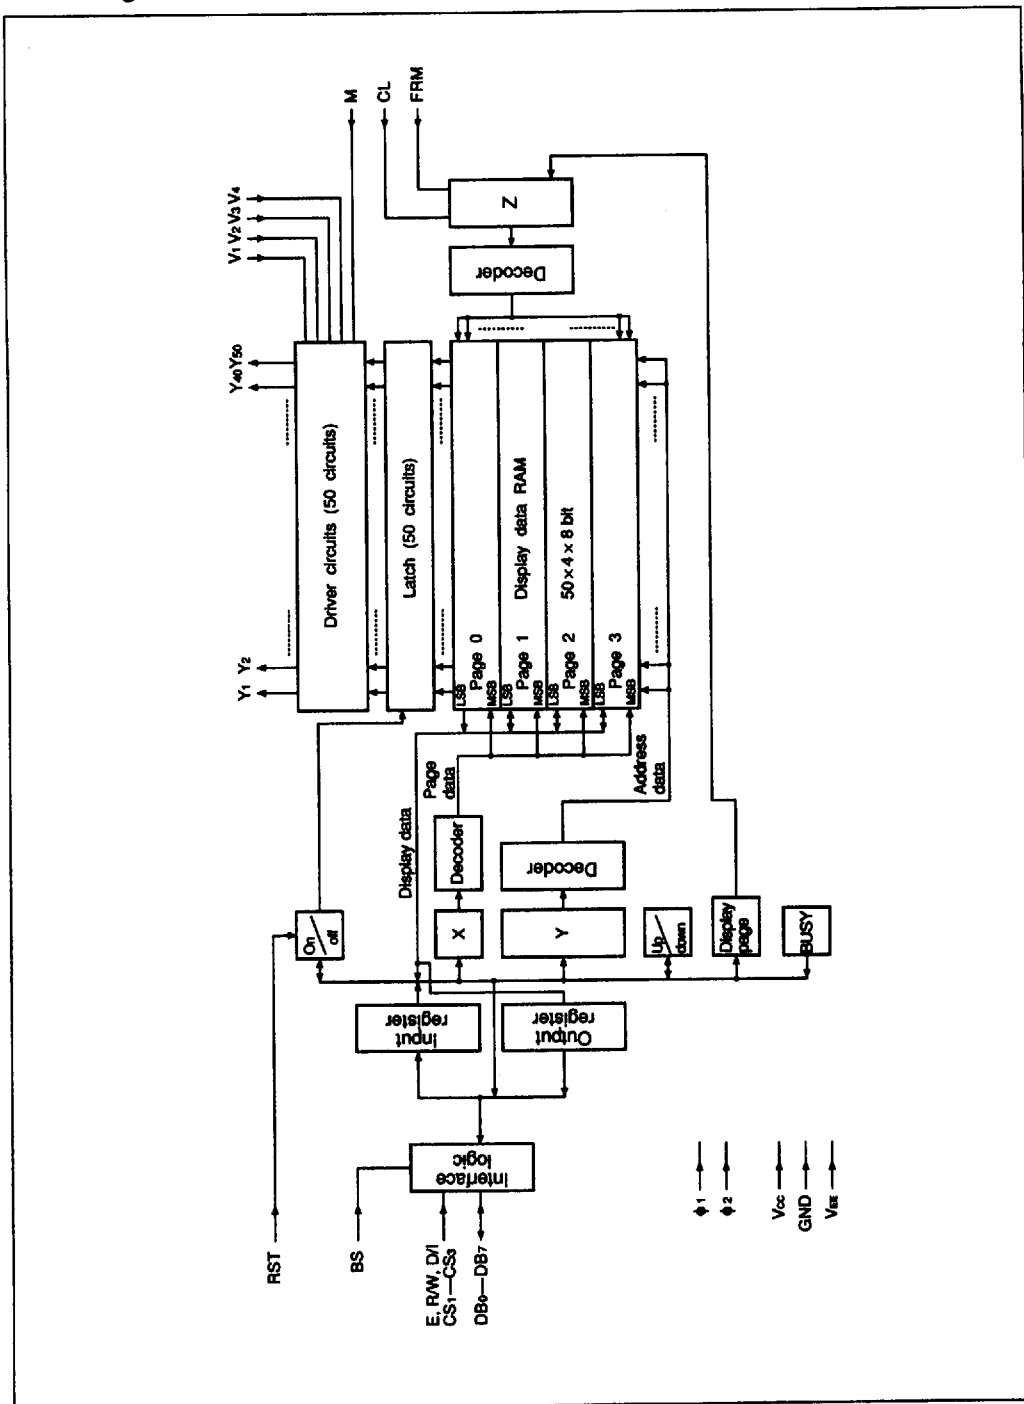 RST
BS
E, R/W, D/I
CS1—CS3
DB0—DB7
interface
logic
input
register
Output
register
On/
off
X
Y
Up/
down
Display
page
BUSY
Decoder
Decoder
Display data
Page
data
Address
data
Y1 Y2
Y40 Y50
Driver circuits (50 circuits)
Latch (50 circuits)
LSB
Page 0
MSB
LSB
Page 1
Display data RAM
MSB
LSB
Page 2
50 x 4 x 8 bit
MSB
LSB
Page 3
MSB
V1 V2 V3 V4
M
CL
FRM
Decoder
Z
ϕ1
ϕ2
VCC
GND
VEE